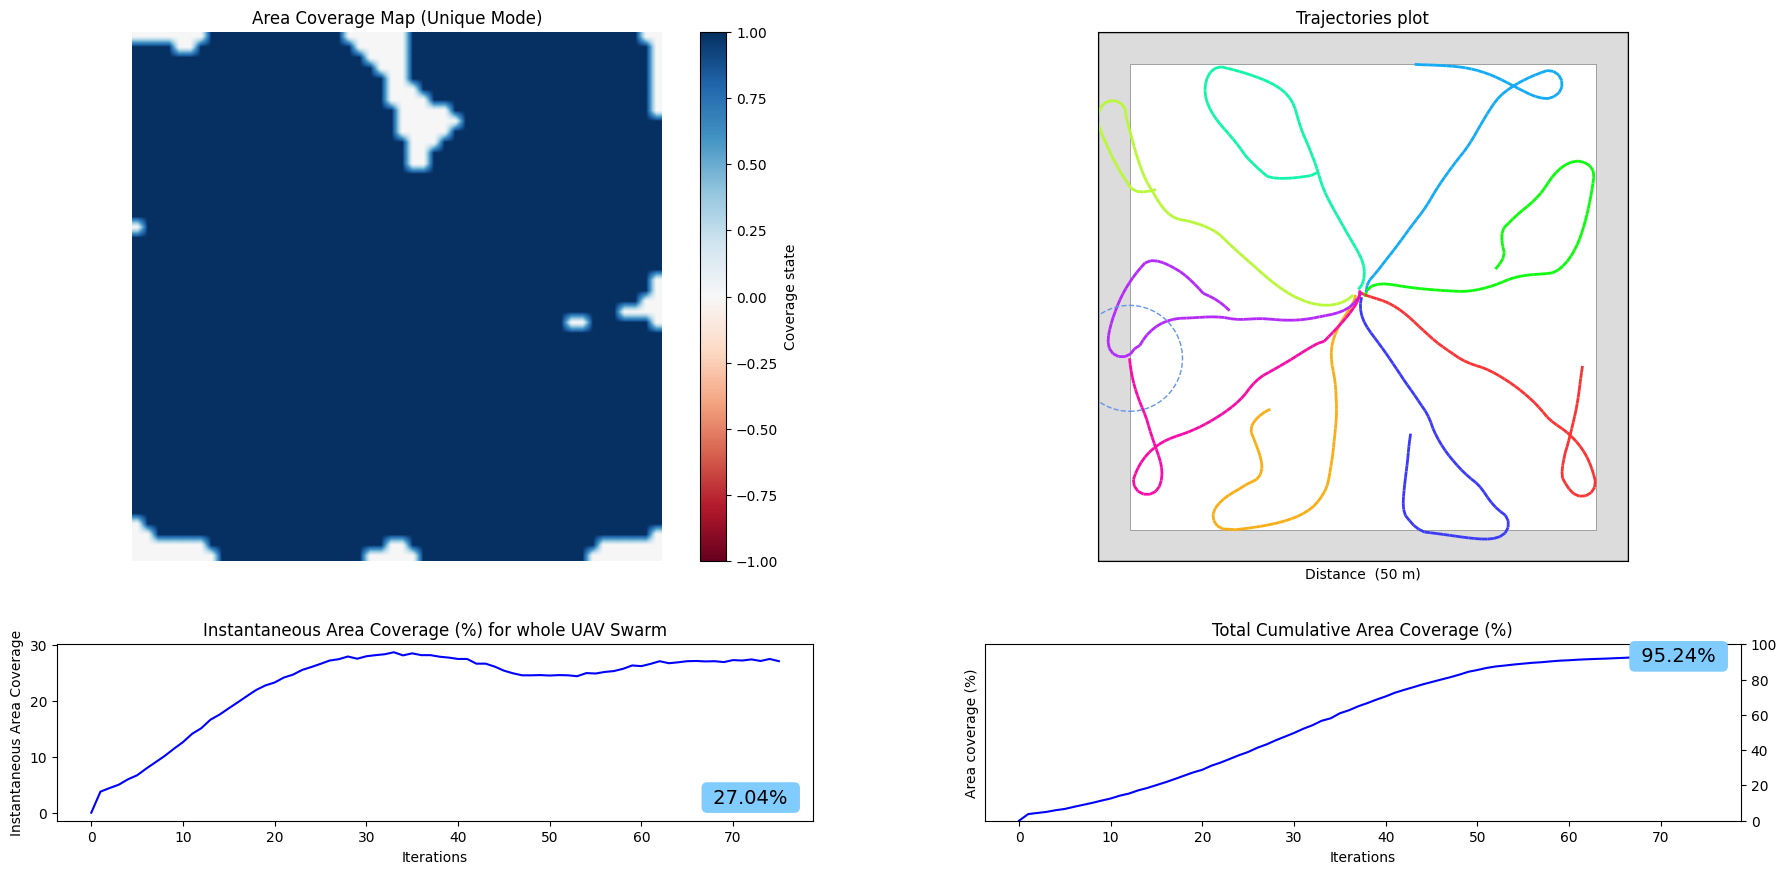 Area Coverage Map (Unique Mode)
1.00
0.75
0.50
0.25
0.00
−0.25
−0.50
−0.75
−1.00
Coverage state
Trajectories plot
Distance  (50 m)
Instantaneous Area Coverage (%) for whole UAV Swarm
Instantaneous Area Coverage
30
20
10
0
27.04%
0 10 20 30 40 50 60 70
Iterations
Total Cumulative Area Coverage (%)
Area coverage (%)
95.24%
100
80
60
40
20
0
0 10 20 30 40 50 60 70
Iterations